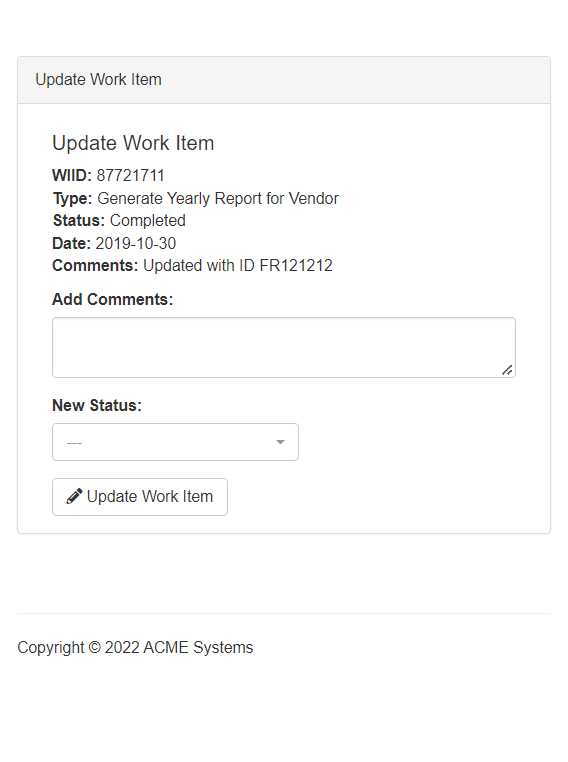 Update Work Item
Update Work Item
WIID: 87721711
Type: Generate Yearly Report for Vendor
Status: Completed
Date: 2019-10-30
Comments: Updated with ID FR121212
Add Comments:
New Status:
—
Update Work Item
Copyright © 2022 ACME Systems